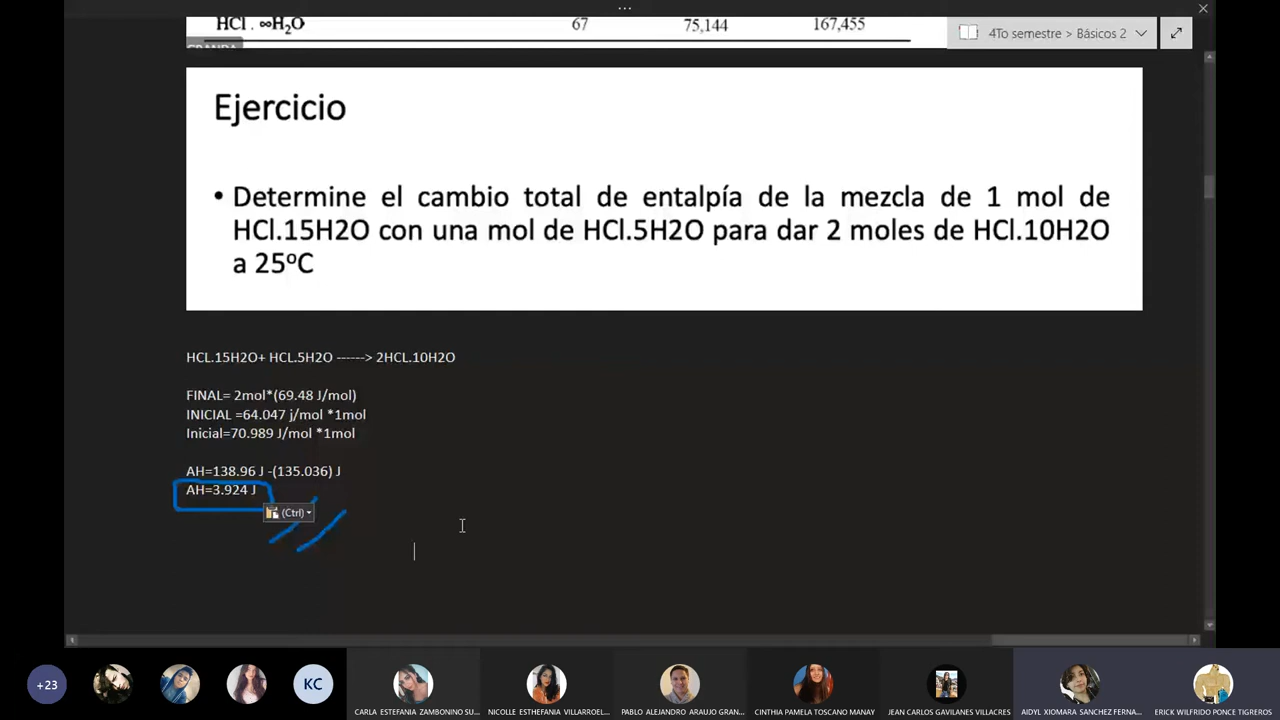 ...
HCl . ∞H2O 67 75,144 167,455
4To semestre > Básicos 2
Ejercicio
• Determine el cambio total de entalpía de la mezcla de 1 mol de
HCl.15H2O con una mol de HCl.5H2O para dar 2 moles de HCl.10H2O
a 25ºC
HCL.15H2O+ HCL.5H2O ------> 2HCL.10H2O
FINAL= 2mol*(69.48 J/mol)
INICIAL =64.047 j/mol *1mol
Inicial=70.989 J/mol *1mol
AH=138.96 J -(135.036) J
AH=3.924 J
(Ctrl)
+23
KC
CARLA ESTEFANIA ZAMBONINO SU...
NICOLLE ESTHEFANIA VILLARROEL...
PABLO ALEJANDRO ARAUJO GRAN...
CINTHIA PAMELA TOSCANO MANAY
JEAN CARLOS GAVILANES VILLACRES
AIDYL XIOMARA SANCHEZ FERNA...
ERICK WILFRIDO PONCE TIGREROS